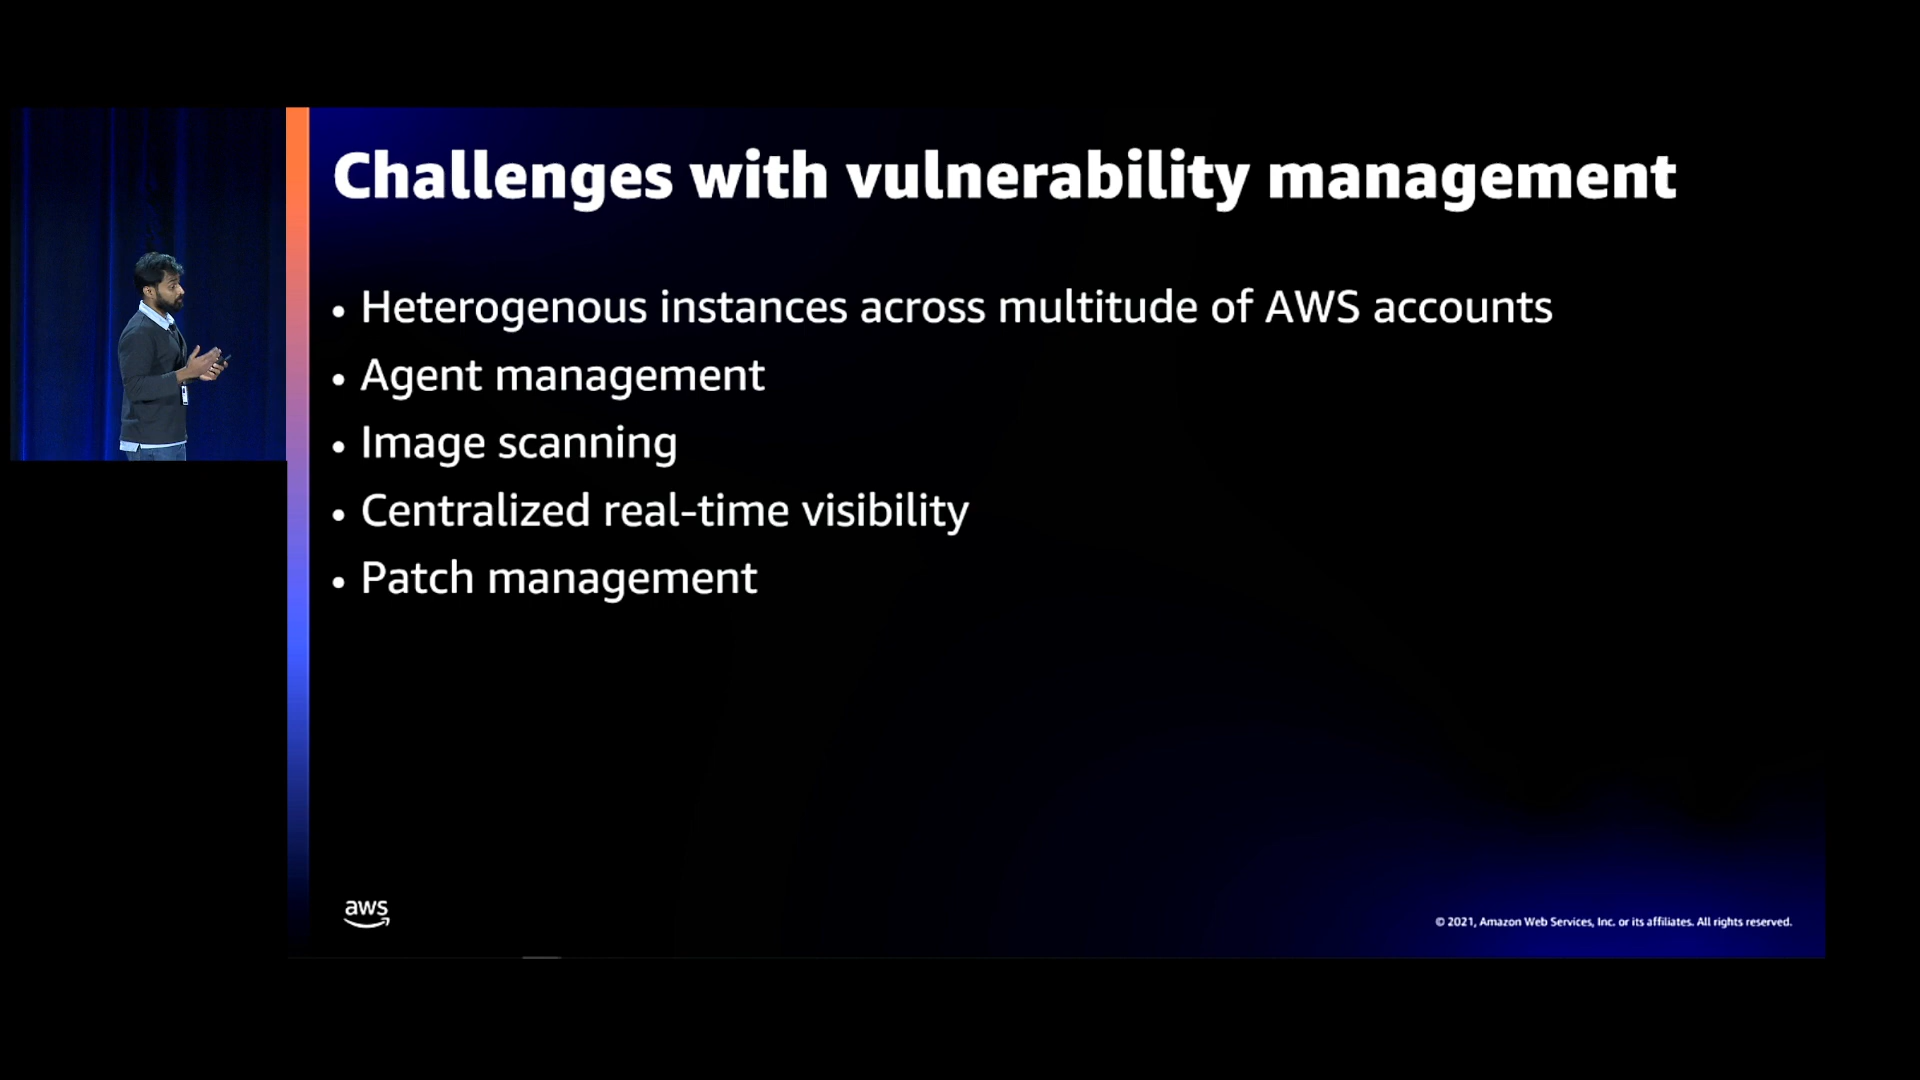 Challenges with vulnerability management
• Heterogenous instances across multitude of AWS accounts
• Agent management
• Image scanning
• Centralized real-time visibility
• Patch management
aws
© 2021, Amazon Web Services, Inc. or its affiliates. All rights reserved.